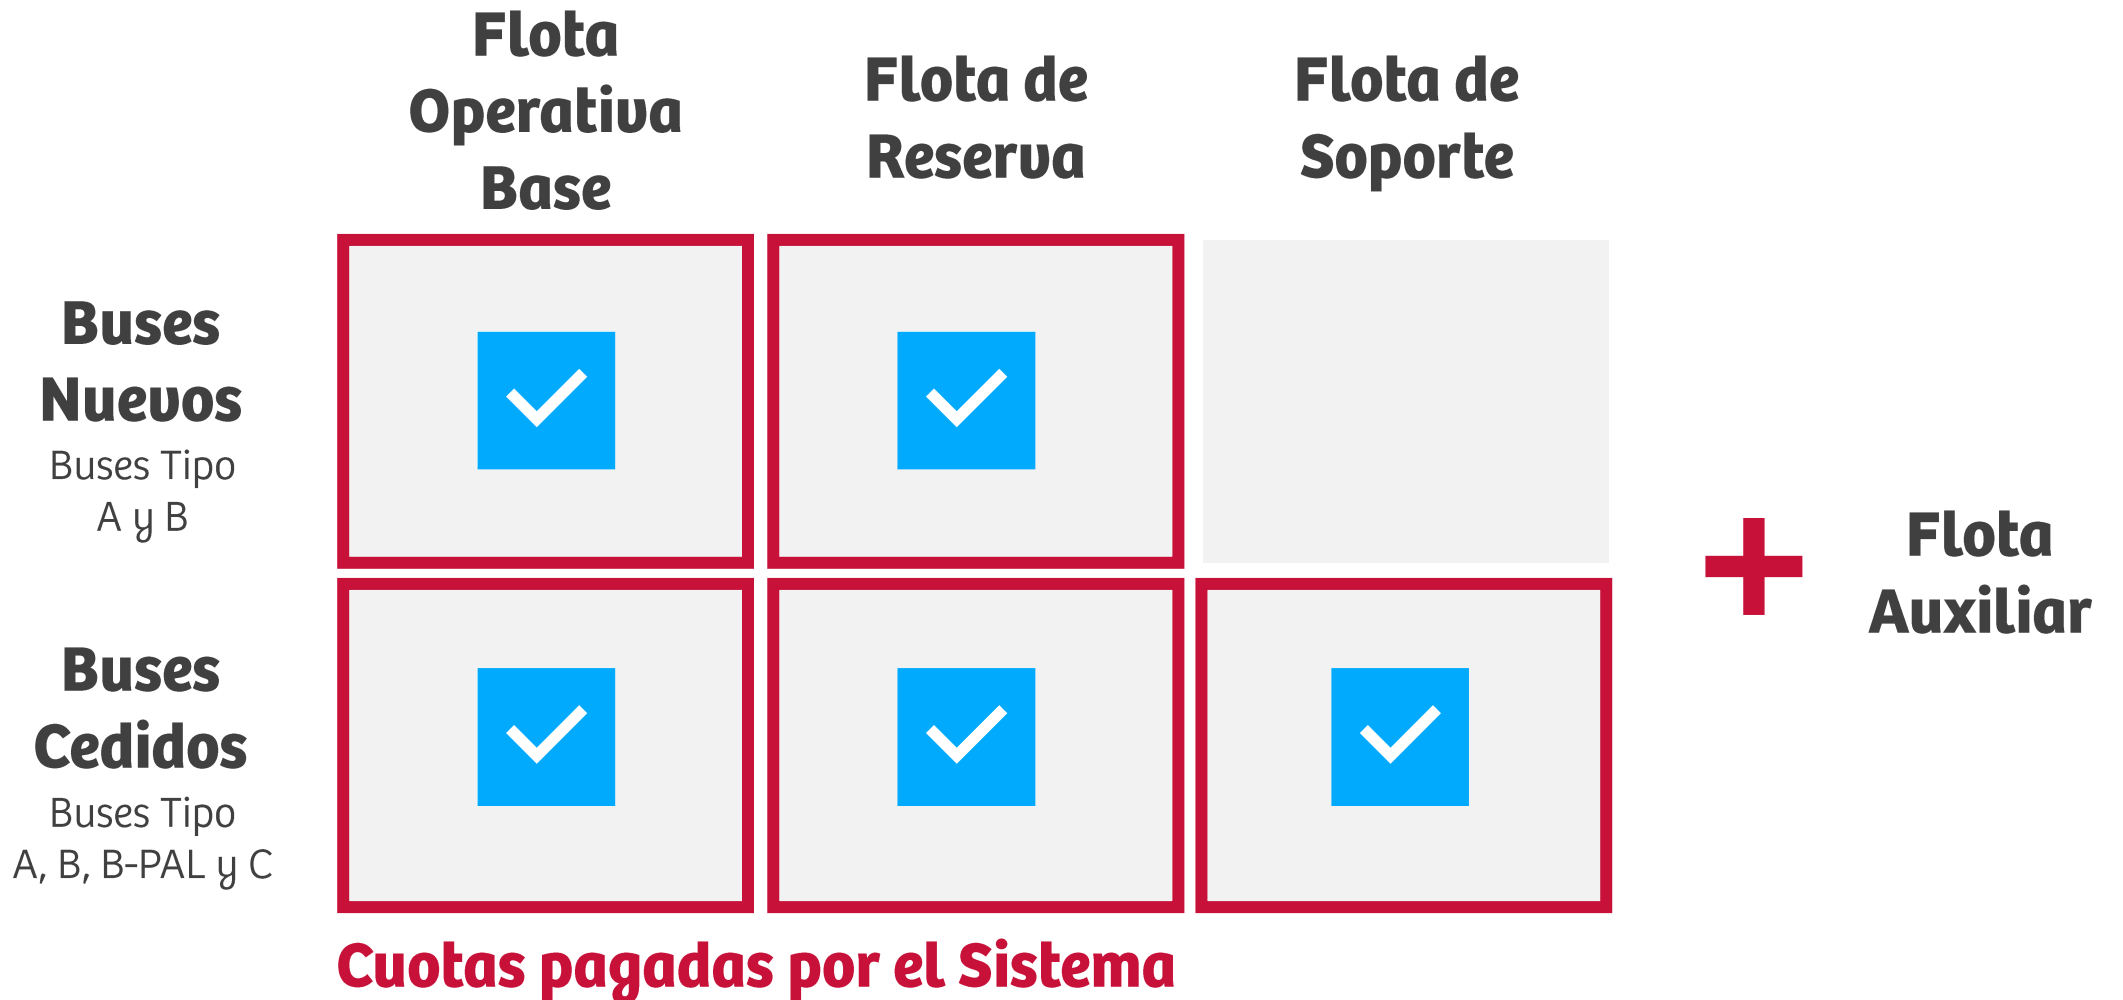 Flota
Operativa
Base
Flota de
Reserva
Flota de
Soporte
Buses
Nuevos
Buses Tipo
A y B
Buses
Cedidos
Buses Tipo
A, B, B-PAL y C
Flota
Auxiliar
Cuotas pagadas por el Sistema